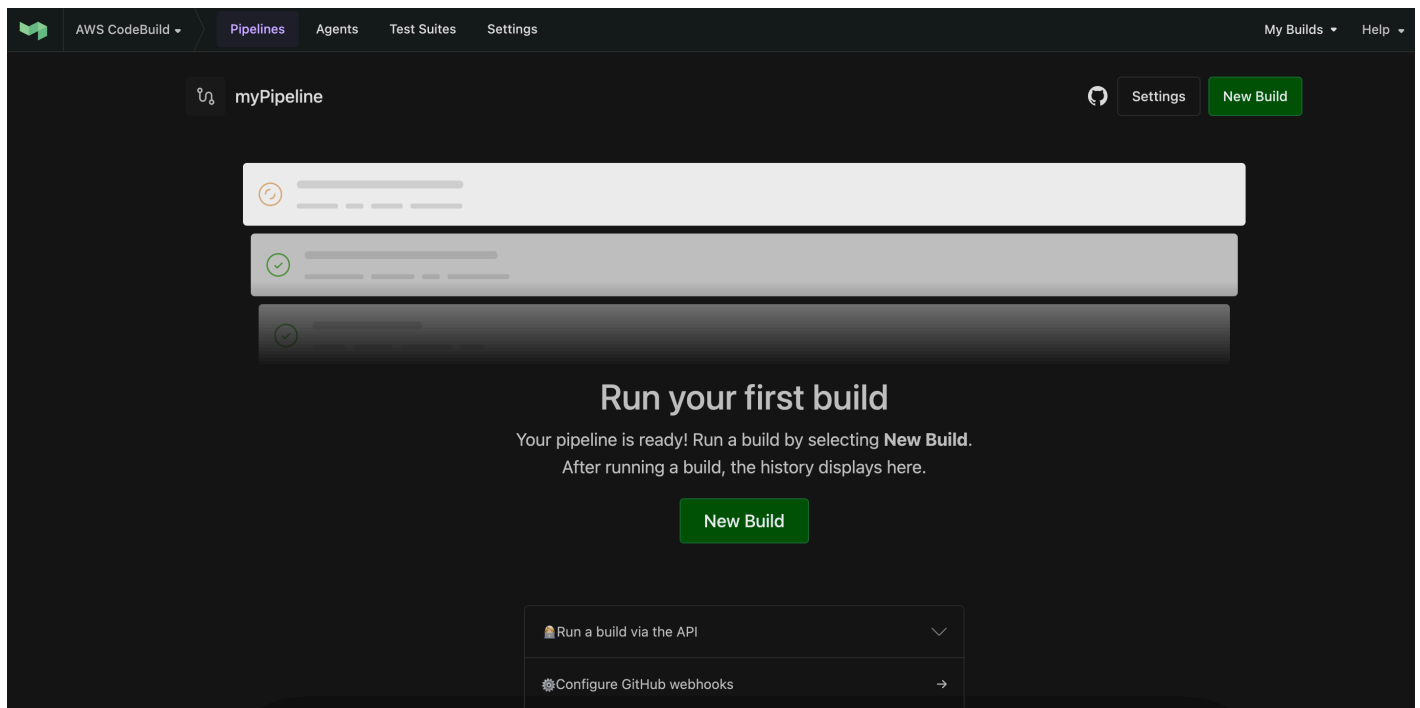 AWS CodeBuild
Pipelines
Agents
Test Suites
Settings
My Builds
Help
myPipeline
Settings
New Build
Run your first build
Your pipeline is ready! Run a build by selecting New Build.
After running a build, the history displays here.
New Build
Run a build via the API
Configure GitHub webhooks